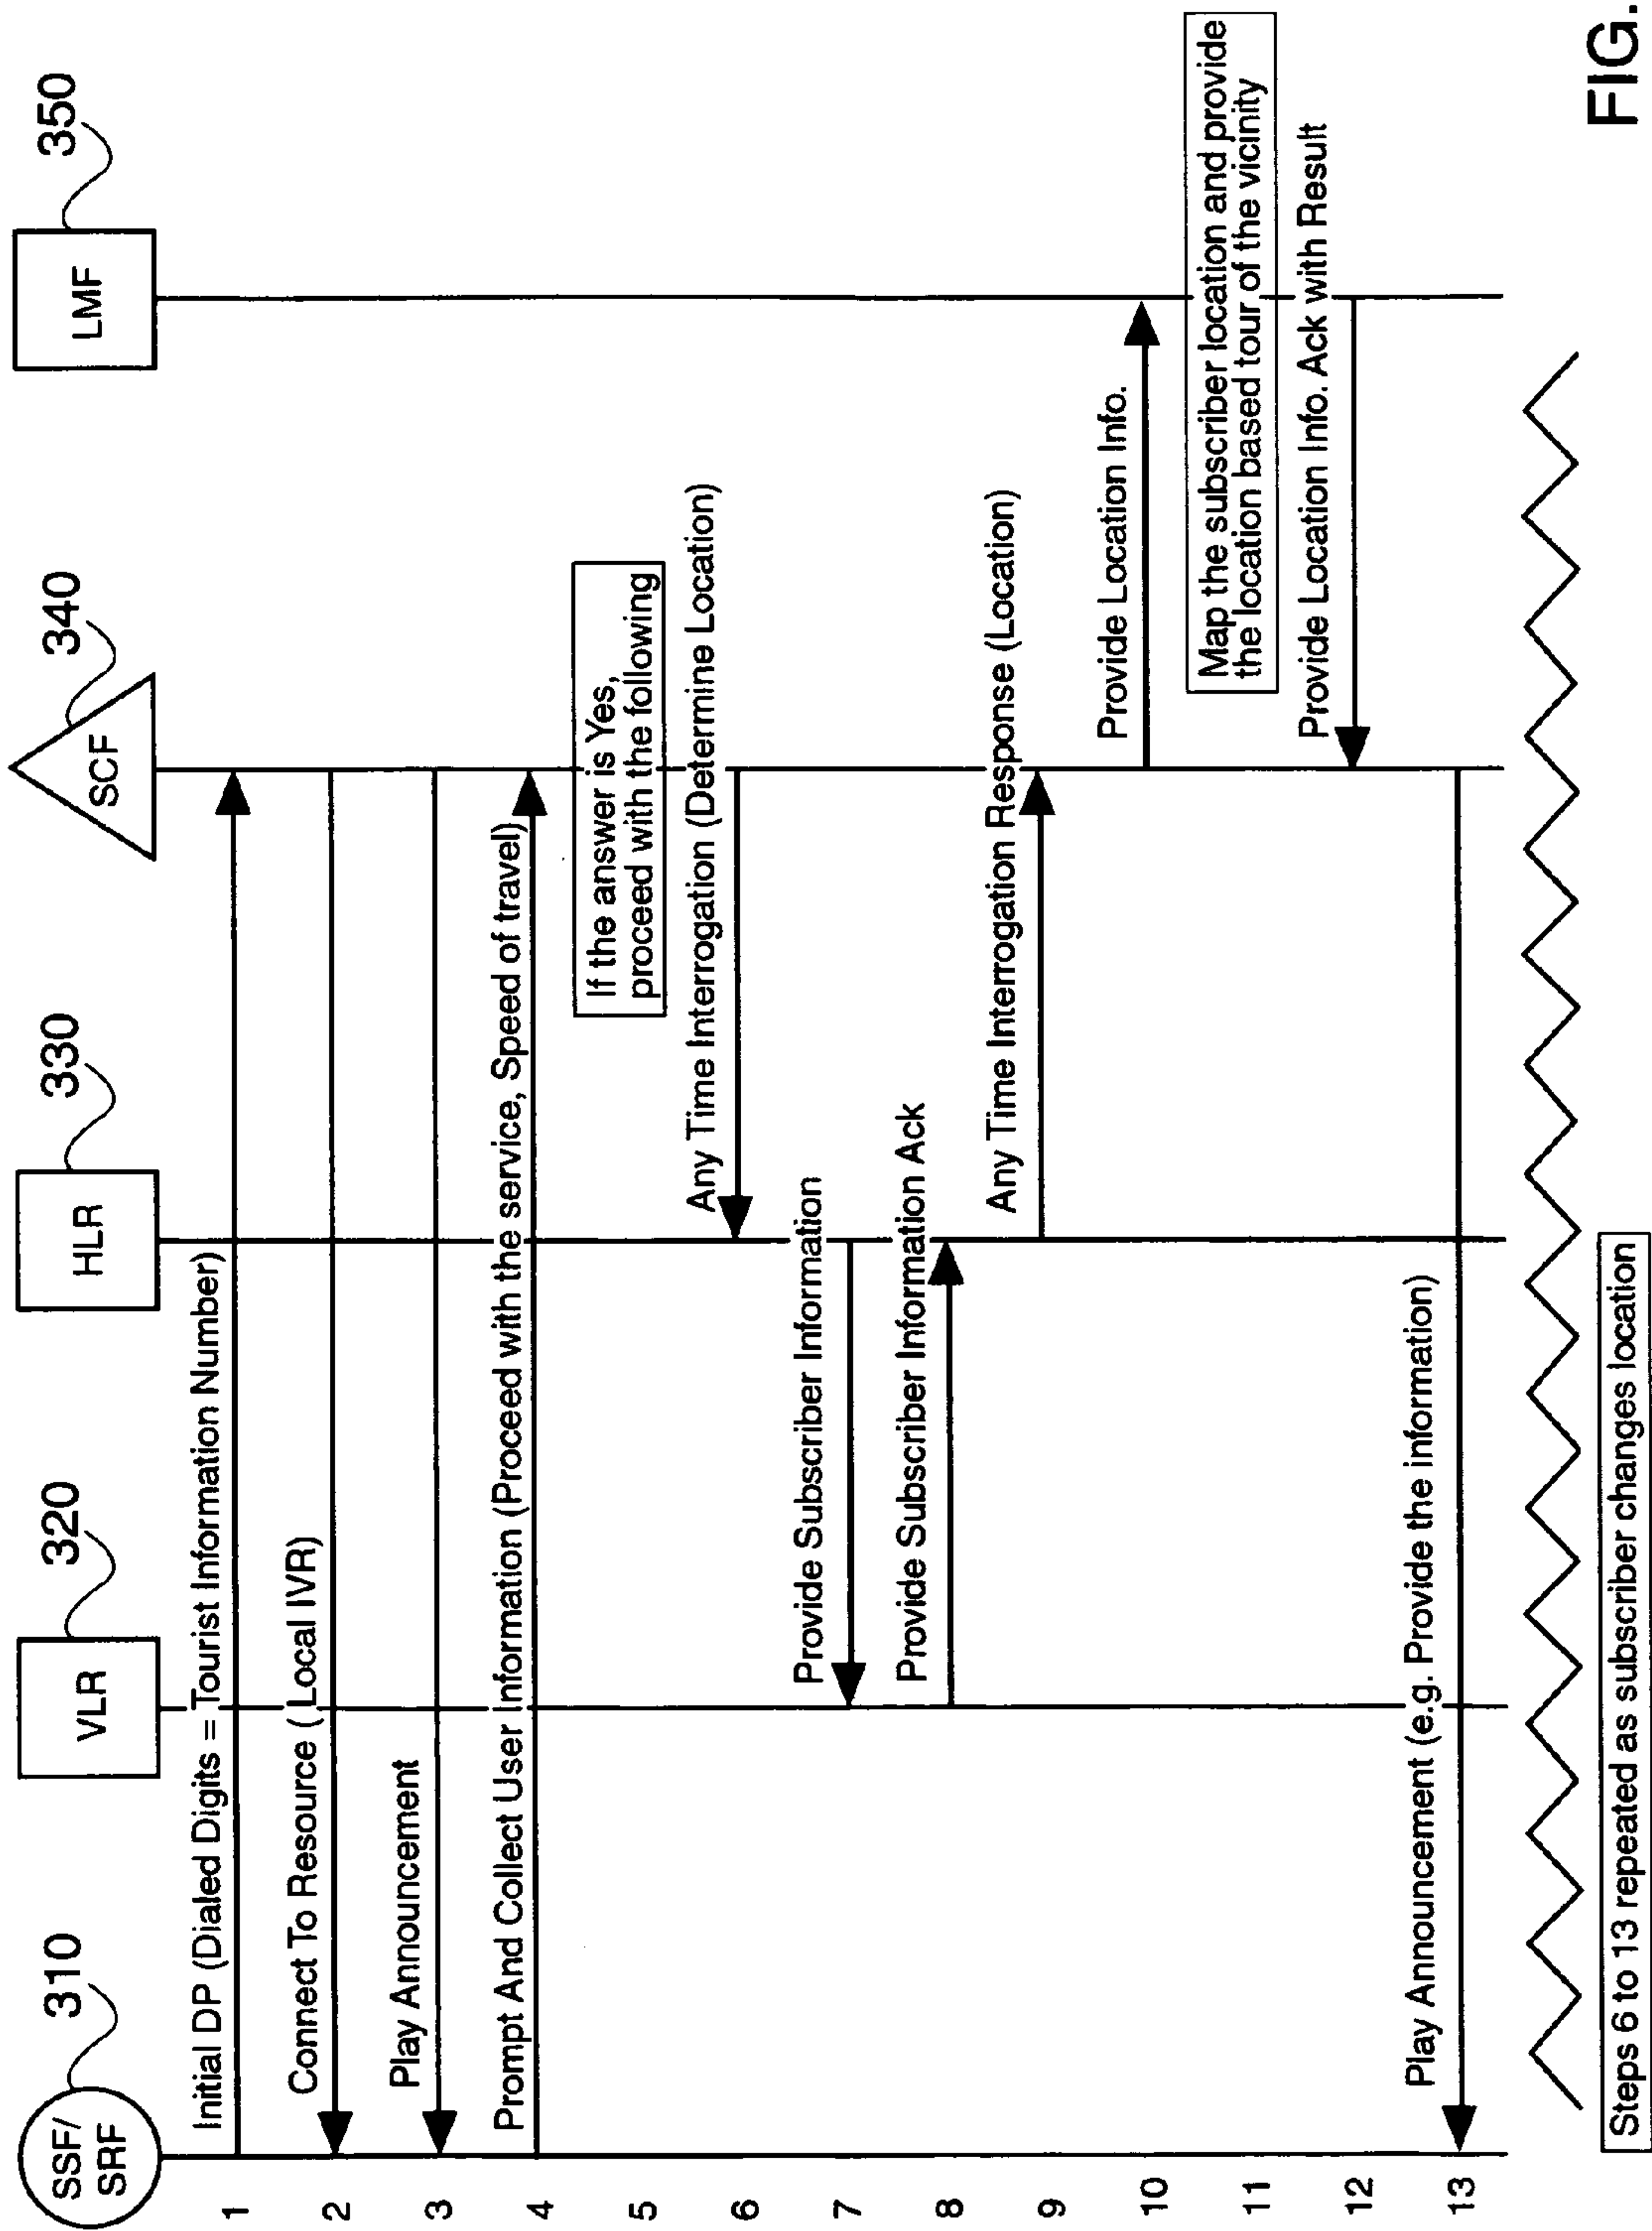 310
320
330
340
350
SSF/
SRF
VLR
HLR
SCF
LMF
1
Initial DP (Dialed Digits = Tourist Information Number)
2
Connect To Resource ( Local IVR)
3
Play Announcement
4
Prompt And Collect User Information (Proceed with the service, Speed of travel)
5
If the answer is Yes,
proceed with the following
6
Any Time Interrogation (Determine Location)
7
Provide Subscriber Information
8
Provide Subscriber Information Ack
9
Any Time Interrogation Response (Location)
10
Provide Location Info.
11
Map the subscriber location and provide
the location based tour of the vicinity
12
Provide Location Info. Ack with Result
13
Play Announcement (e.g. Provide the information)
Steps 6 to 13 repeated as subscriber changes location
FIG.